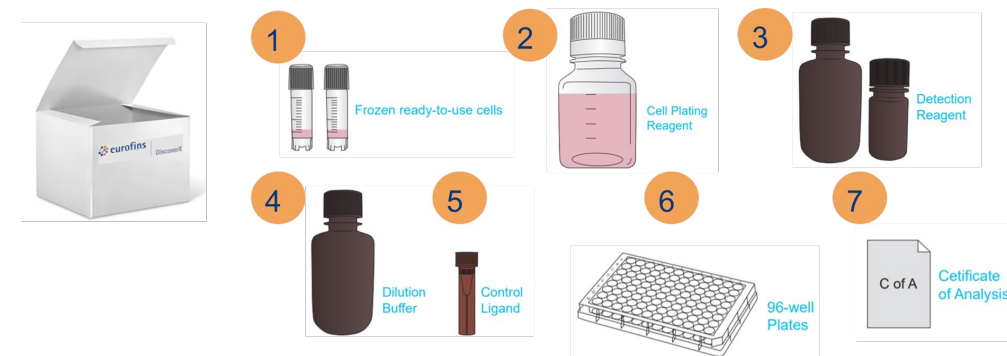 eurofins | DiscoverX
1
Frozen ready-to-use cells
2
Cell Plating
Reagent
3
Detection
Reagent
4
Dilution
Buffer
5
Control
Ligand
6
96-well
Plates
7
C of A
Cetificate
of Analysis